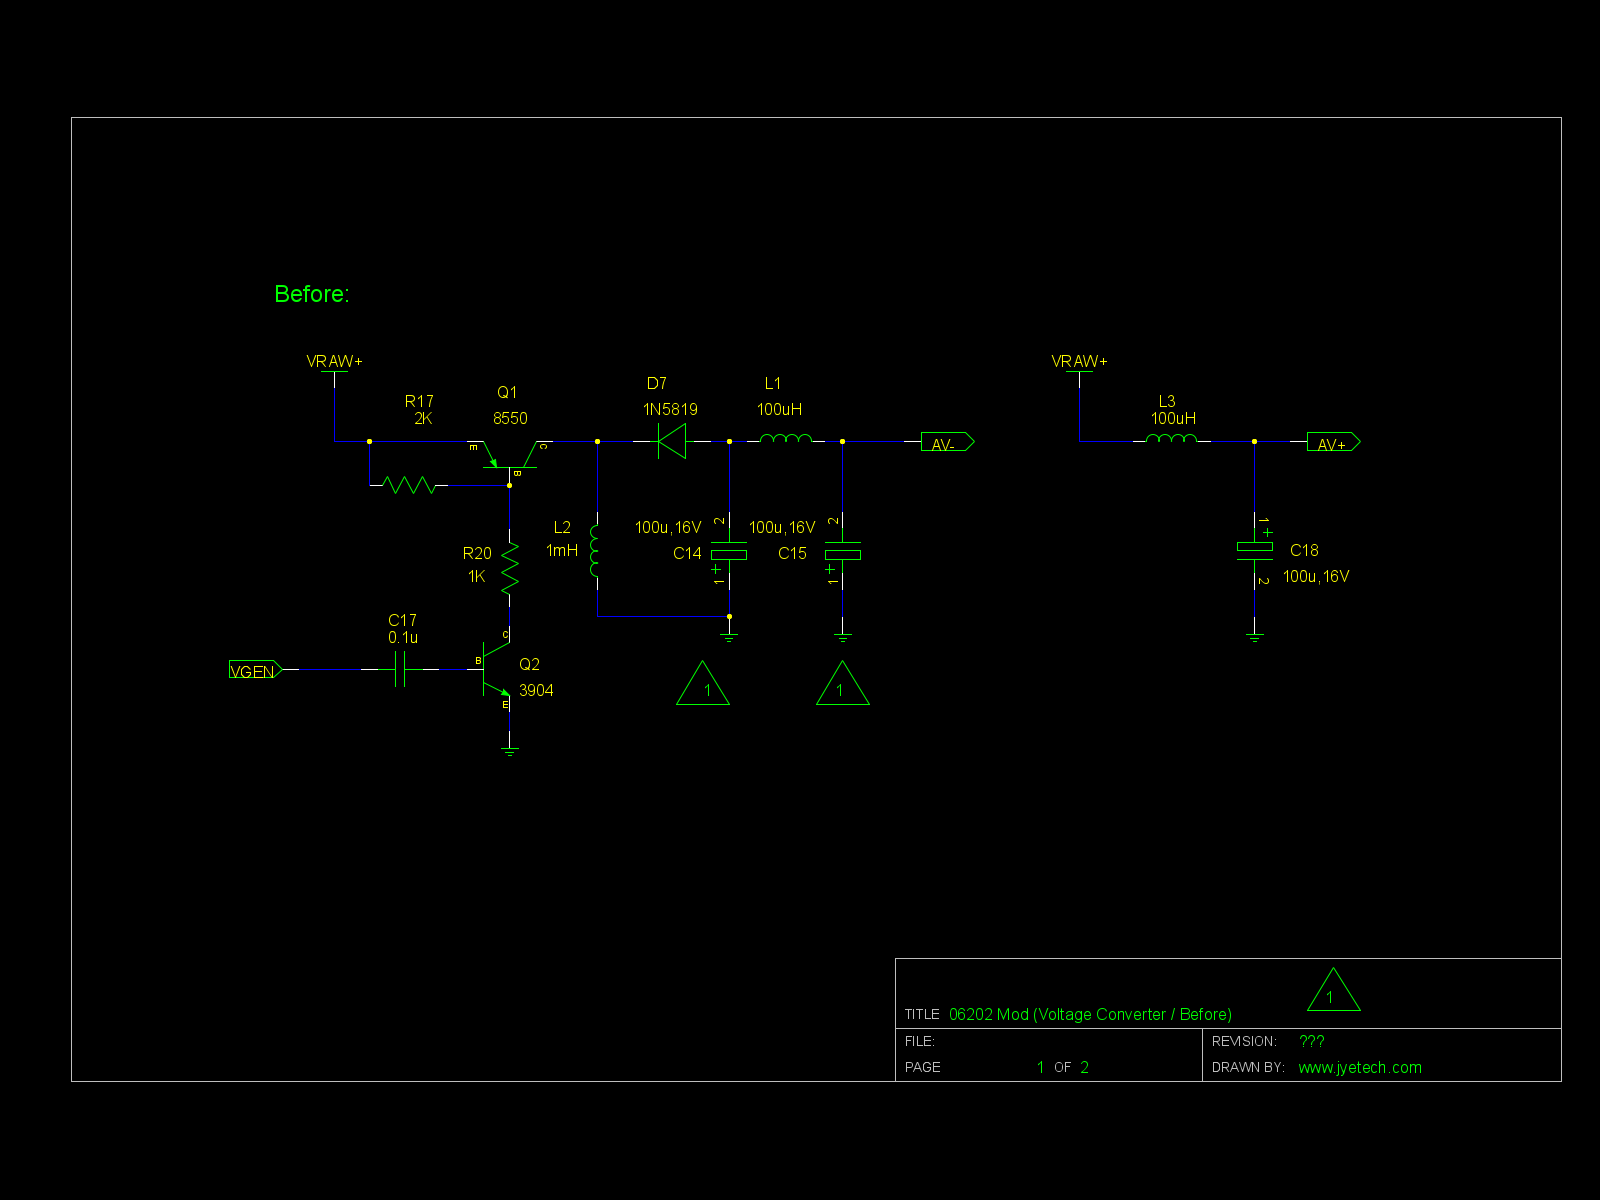 Before:
VRAW+
VRAW+
R17
2K
Q1
8550
D7
1N5819
L1
100uH
L3
100uH
E
C
B
AV-
AV+
R20
1K
L2
1mH
100u,16V
C14
2
+
1
100u,16V
C15
2
+
1
1
+
2
C18
100u,16V
C17
0.1u
VGEN
C
B
E
Q2
3904
1
1
1
TITLE 06202 Mod (Voltage Converter / Before)
FILE:
REVISION: ???
PAGE 1 OF 2
DRAWN BY: www.jyetech.com